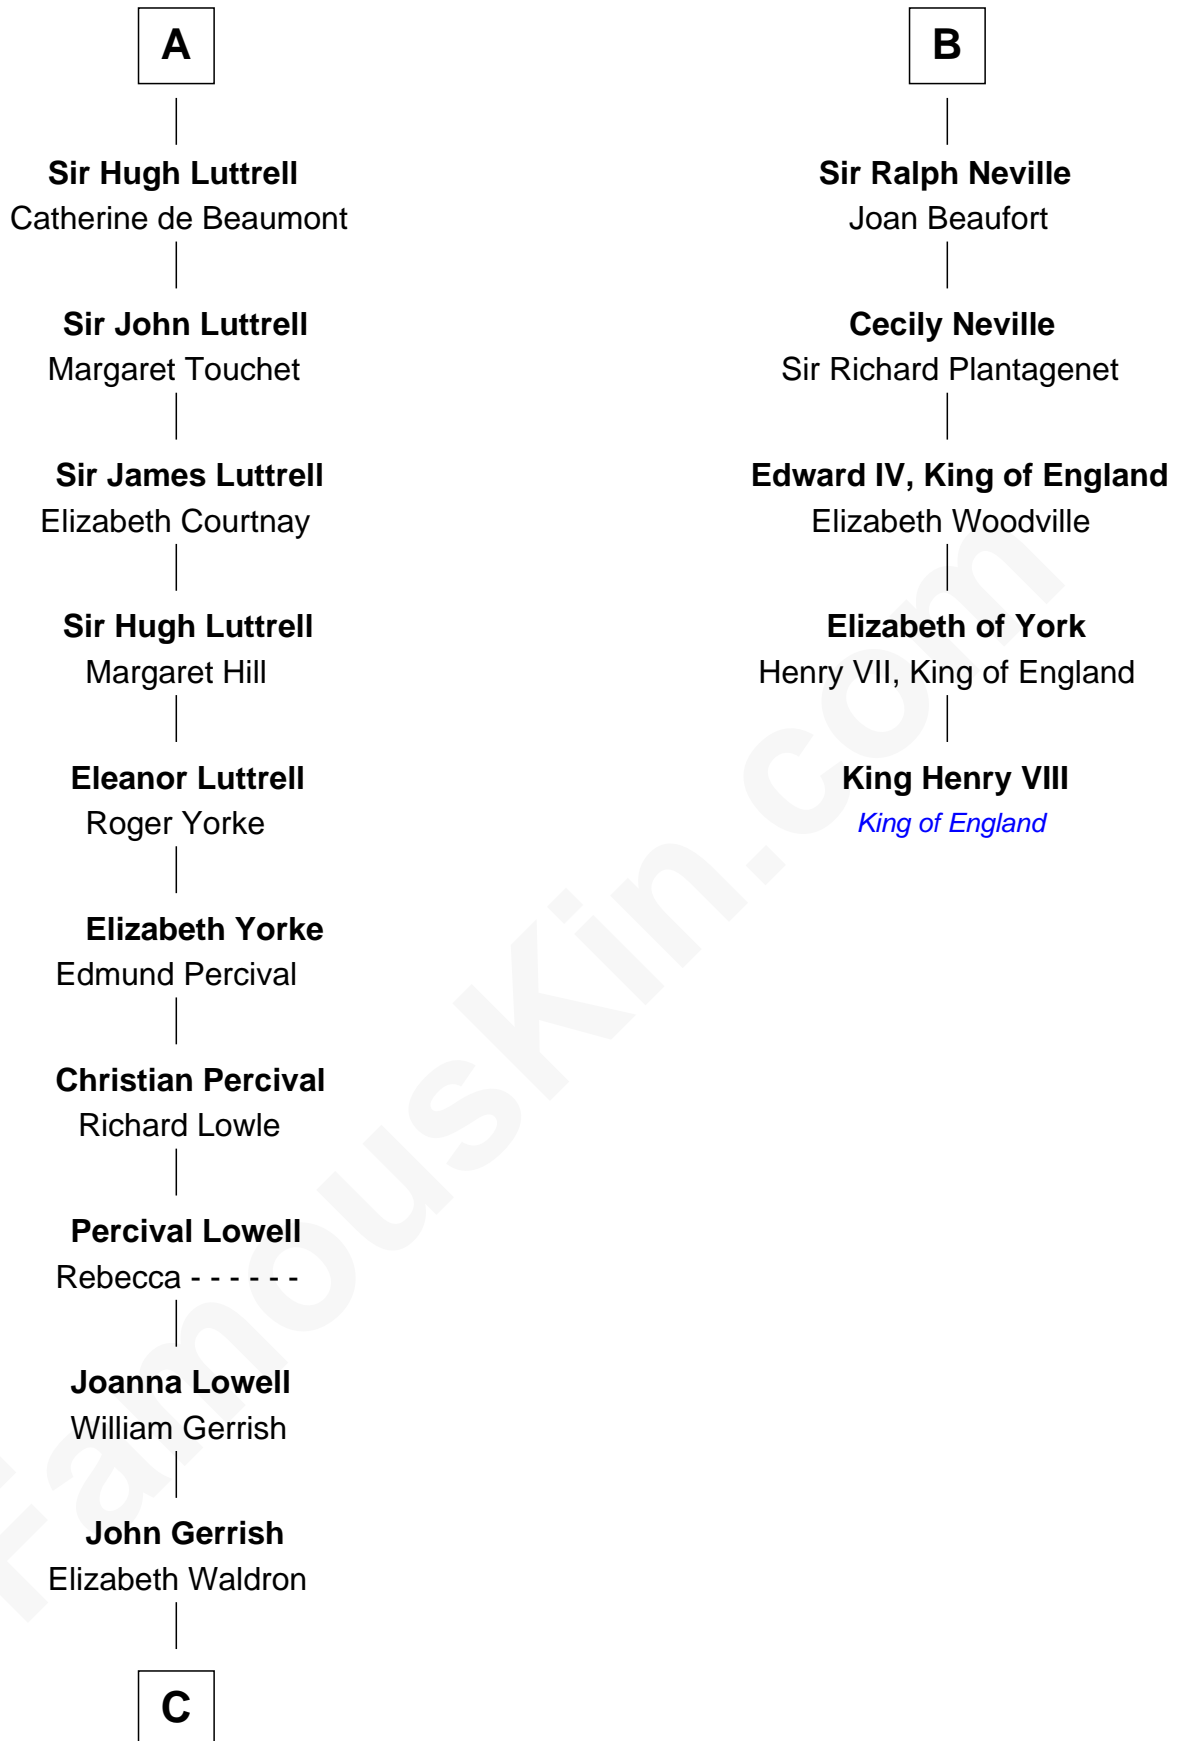 A
Sir Hugh Luttrell
Catherine de Beaumont
Sir John Luttrell
Margaret Touchet
Sir James Luttrell
Elizabeth Courtnay
Sir Hugh Luttrell
Margaret Hill
Eleanor Luttrell
Roger Yorke
Elizabeth Yorke
Edmund Percival
Christian Percival
Richard Lowle
Percival Lowell
Rebecca - - - - - -
Joanna Lowell
William Gerrish
John Gerrish
Elizabeth Waldron
C
B
Sir Ralph Neville
Joan Beaufort
Cecily Neville
Sir Richard Plantagenet
Edward IV, King of England
Elizabeth Woodville
Elizabeth of York
Henry VII, King of England
King Henry VIII
King of England
FamousKin.com